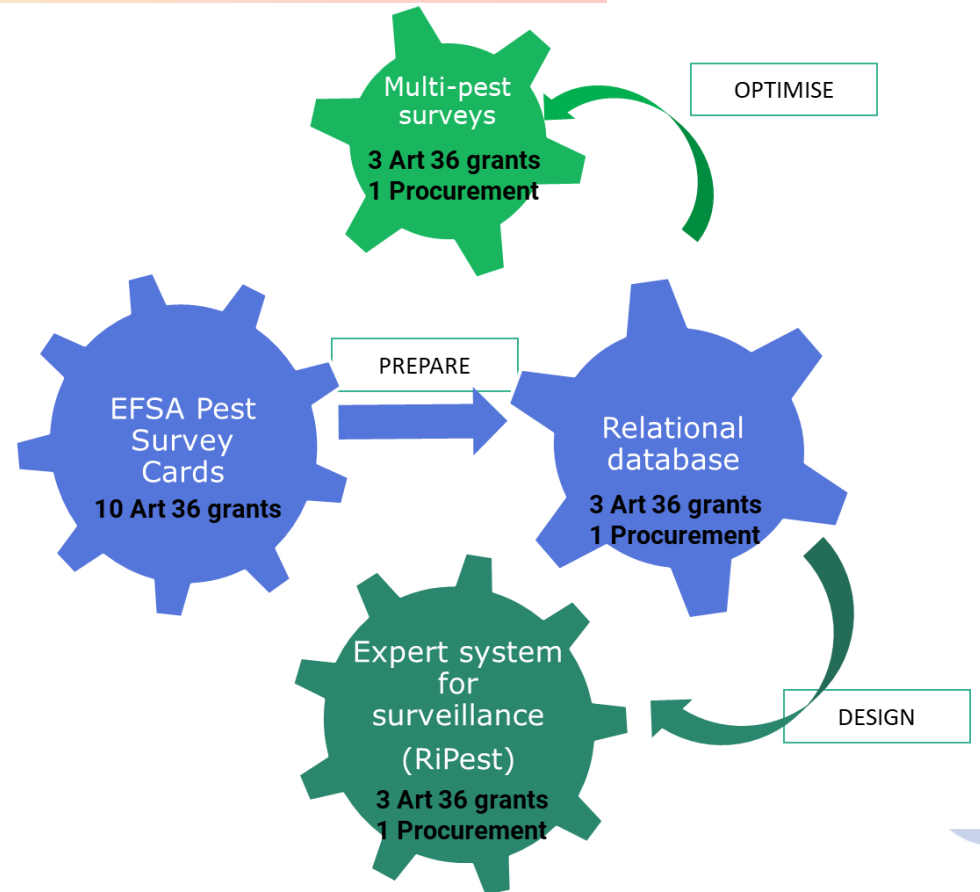 Multi-pest
surveys
3 Art 36 grants
1 Procurement
OPTIMISE
EFSA Pest
Survey
Cards
10 Art 36 grants
PREPARE
Relational
database
3 Art 36 grants
1 Procurement
Expert system
for
surveillance
(RiPest)
3 Art 36 grants
1 Procurement
DESIGN